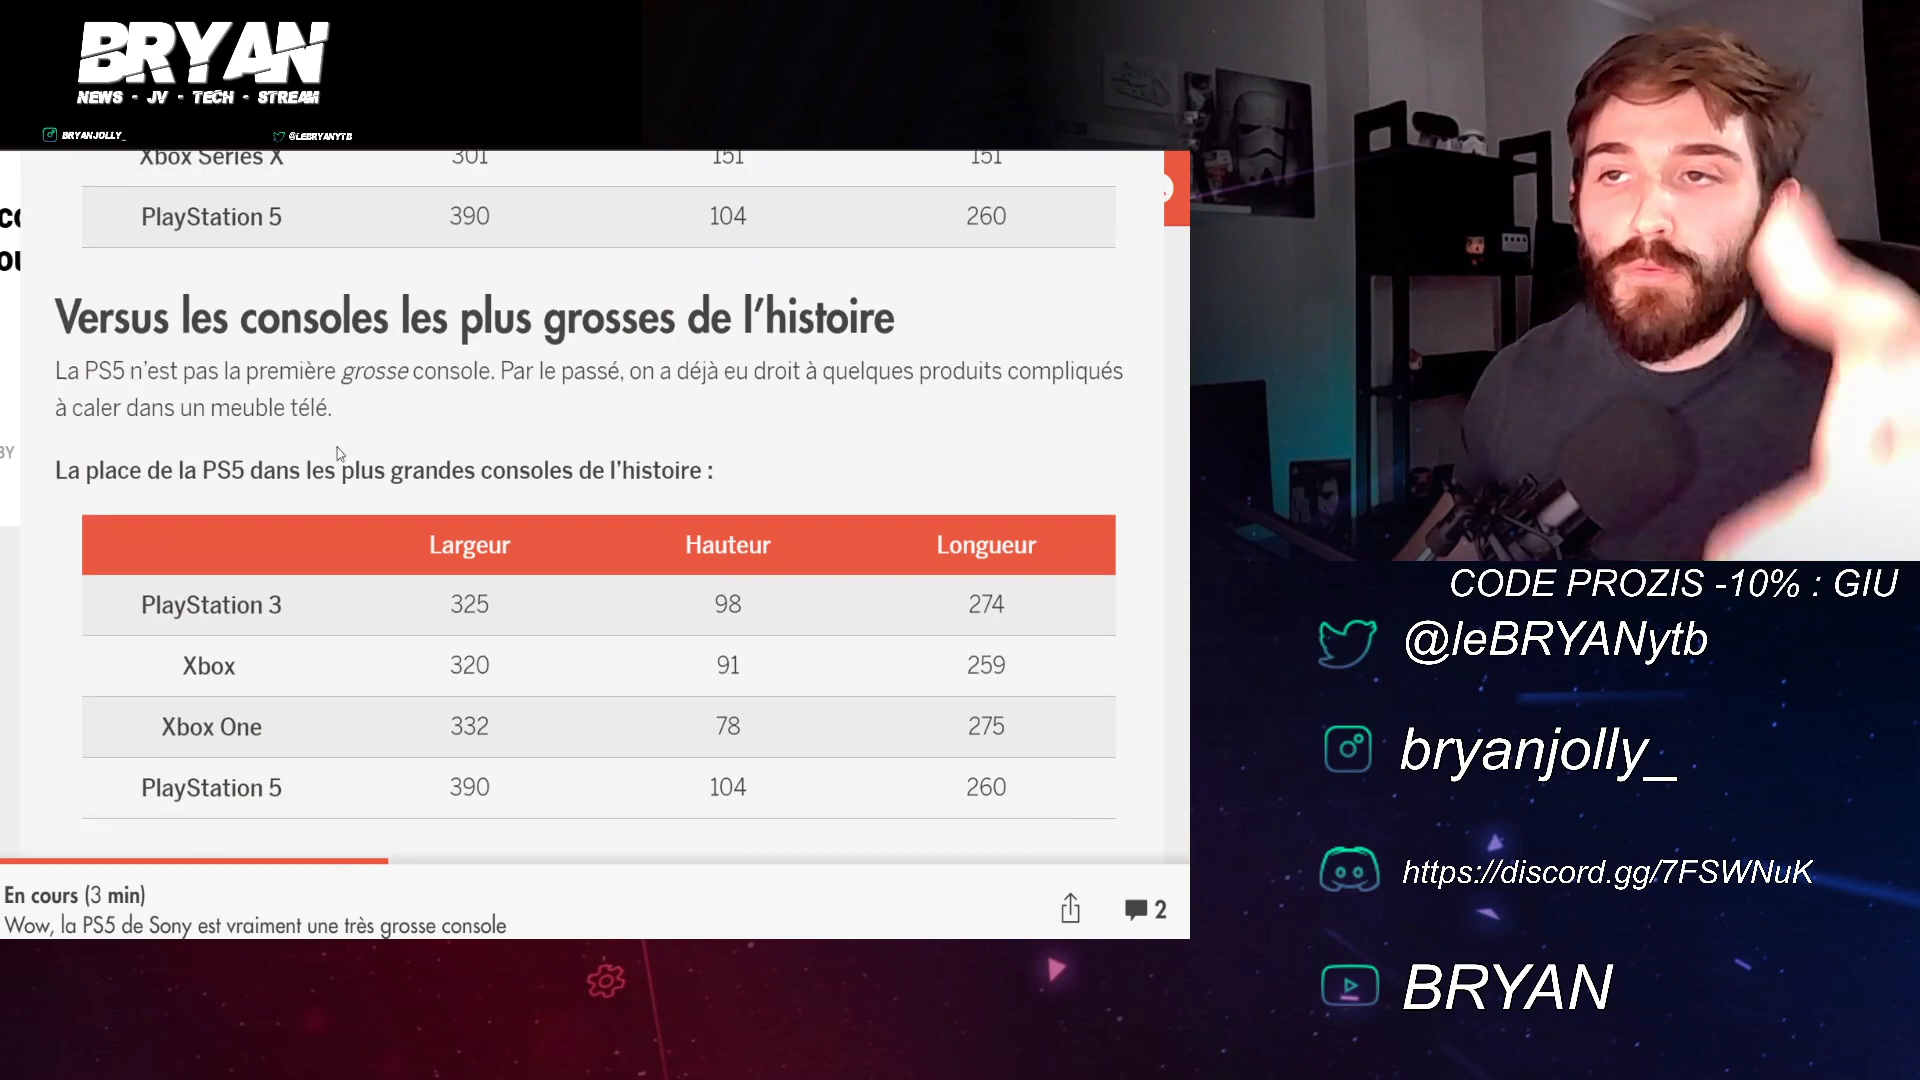 BRYAN
NEWS - JV - TECH - STREAM
BRYANJOLLY_
@LEBRYANYTB
Xbox Series X 301 151 151
PlayStation 5 390 104 260
Versus les consoles les plus grosses de l’histoire
La PS5 n’est pas la première grosse console. Par le passé, on a déjà eu droit à quelques produits compliqués
à caler dans un meuble télé.
BY
La place de la PS5 dans les plus grandes consoles de l’histoire :
Largeur Hauteur Longueur
PlayStation 3 325 98 274
Xbox 320 91 259
Xbox One 332 78 275
PlayStation 5 390 104 260
En cours (3 min)
Wow, la PS5 de Sony est vraiment une très grosse console
2
CODE PROZIS -10% : GIU
@leBRYANytb
bryanjolly_
https://discord.gg/7FSWNuK
BRYAN